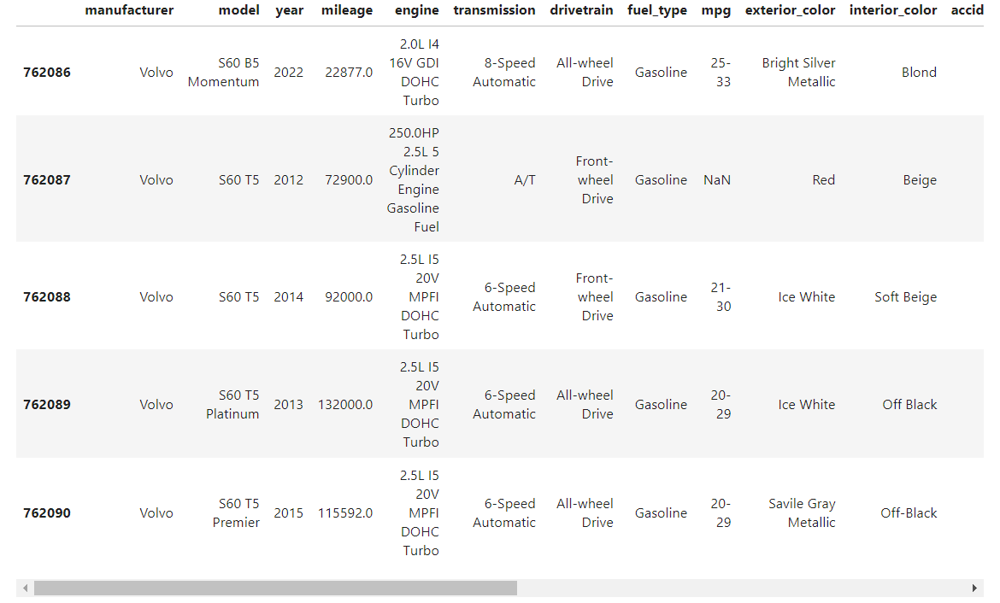 manufacturer model year mileage engine transmission drivetrain fuel_type mpg exterior_color interior_color accid
762086 Volvo S60 B5 Momentum 2022 22877.0 2.0L I4 16V GDI DOHC Turbo 8-Speed Automatic All-wheel Drive Gasoline 25-33 Bright Silver Metallic Blond
762087 Volvo S60 T5 2012 72900.0 250.0HP 2.5L 5 Cylinder Engine Gasoline Fuel A/T Front-wheel Drive Gasoline NaN Red Beige
762088 Volvo S60 T5 2014 92000.0 2.5L I5 20V MPFI DOHC Turbo 6-Speed Automatic Front-wheel Drive Gasoline 21-30 Ice White Soft Beige
762089 Volvo S60 T5 Platinum 2013 132000.0 2.5L I5 20V MPFI DOHC Turbo 6-Speed Automatic All-wheel Drive Gasoline 20-29 Ice White Off Black
762090 Volvo S60 T5 Premier 2015 115592.0 2.5L I5 20V MPFI DOHC Turbo 6-Speed Automatic All-wheel Drive Gasoline 20-29 Savile Gray Metallic Off-Black